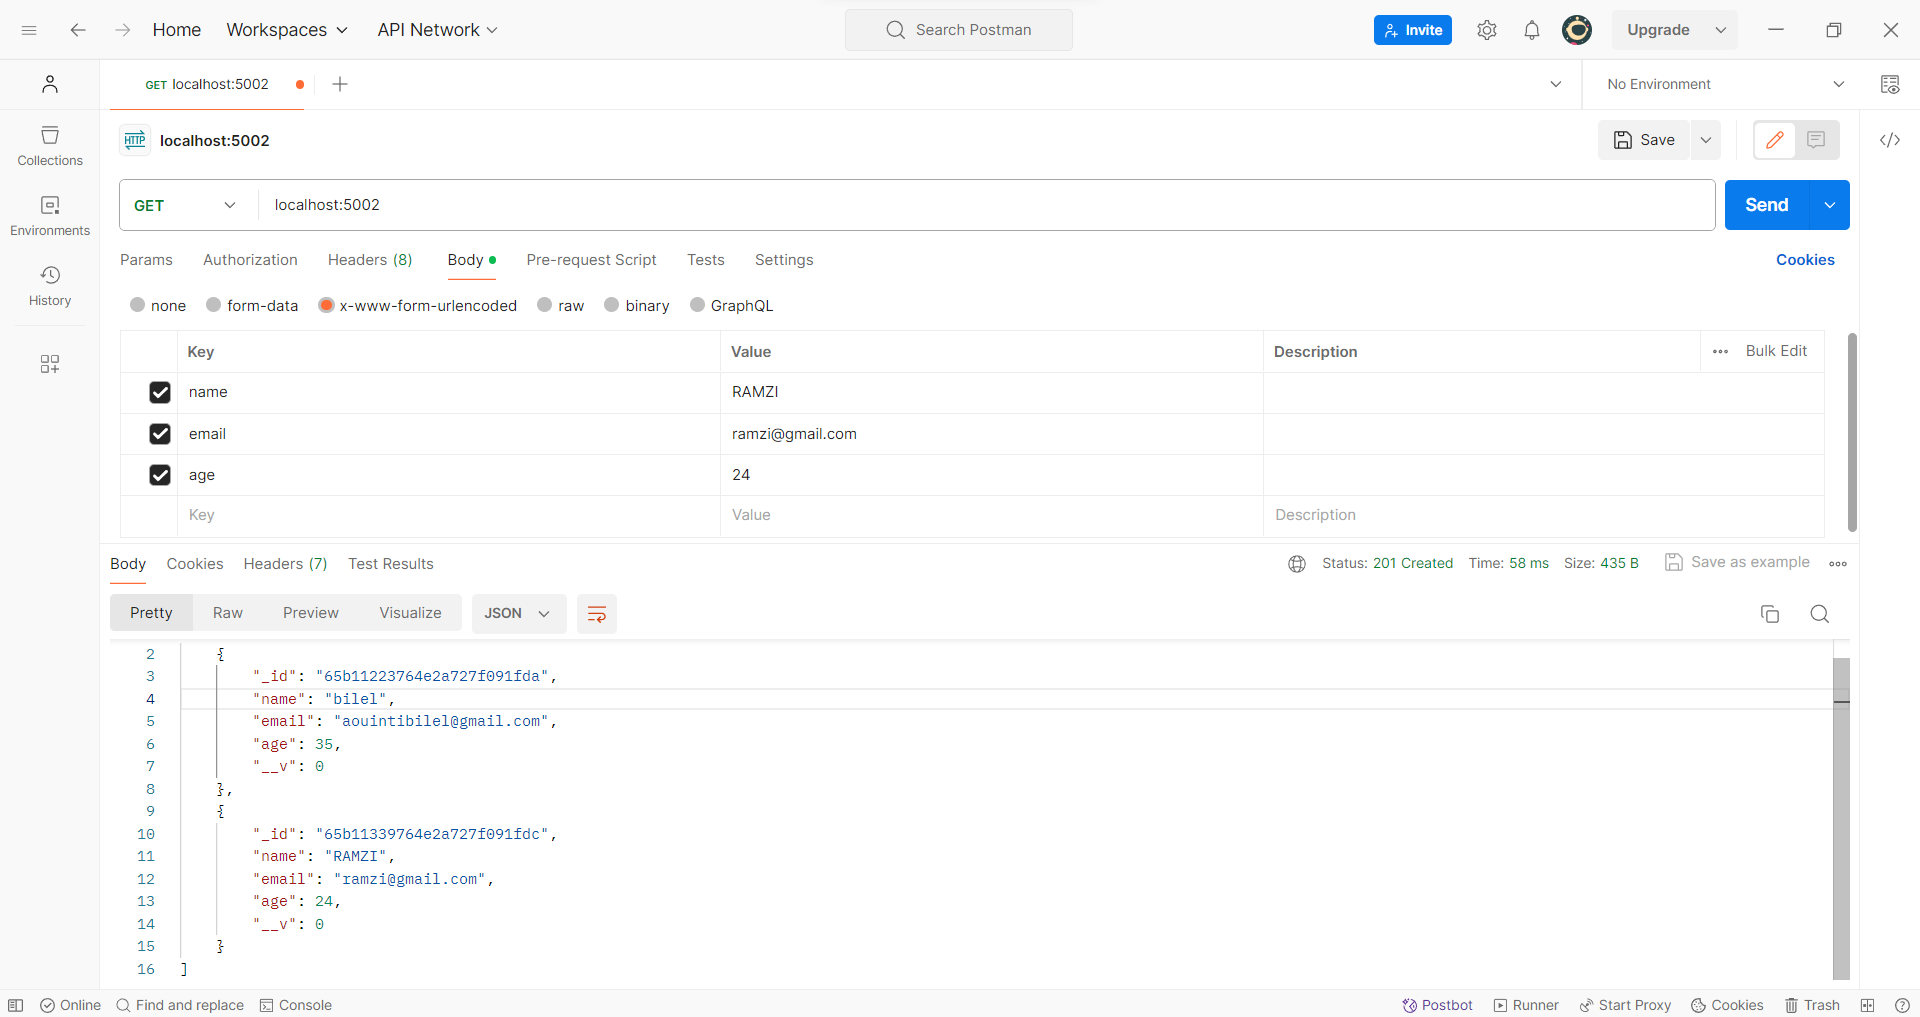 Home Workspaces API Network Search Postman Invite Upgrade
GET localhost:5002 No Environment
HTTP localhost:5002 Save
Collections
Environments
History
GET localhost:5002 Send
Params Authorization Headers (8) Body Pre-request Script Tests Settings Cookies
none form-data x-www-form-urlencoded raw binary GraphQL
Key Value Description Bulk Edit
name RAMZI
email ramzi@gmail.com
age 24
Key Value Description
Body Cookies Headers (7) Test Results Status: 201 Created Time: 58 ms Size: 435 B Save as example
Pretty Raw Preview Visualize JSON
2 {
3 "_id": "65b11223764e2a727f091fda",
4 "name": "bilel",
5 "email": "aouintibilel@gmail.com",
6 "age": 35,
7 "__v": 0
8 },
9 {
10 "_id": "65b11339764e2a727f091fdc",
11 "name": "RAMZI",
12 "email": "ramzi@gmail.com",
13 "age": 24,
14 "__v": 0
15 }
16 ]
Online Find and replace Console Postbot Runner Start Proxy Cookies Trash